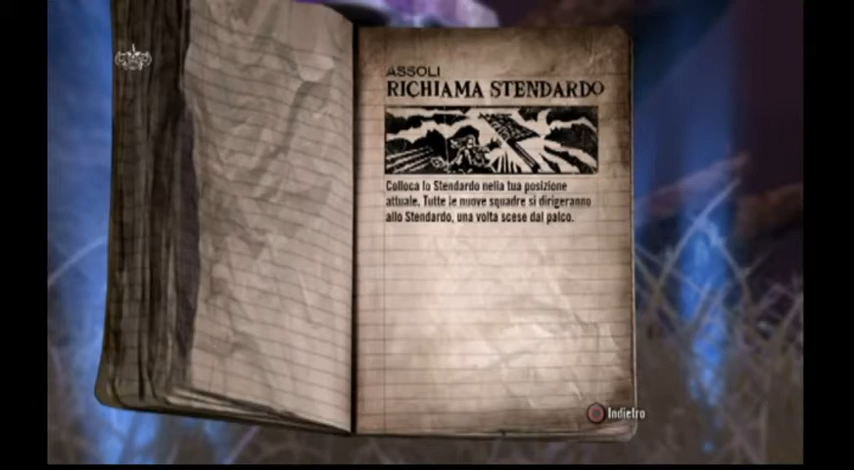 ASSOLI
RICHIAMA STENDARDO
Colloca lo Stendardo nella tua posizione
attuale. Tutte le nuove squadre si dirigeranno
allo Stendardo, una volta scese dal palco.
Indietro